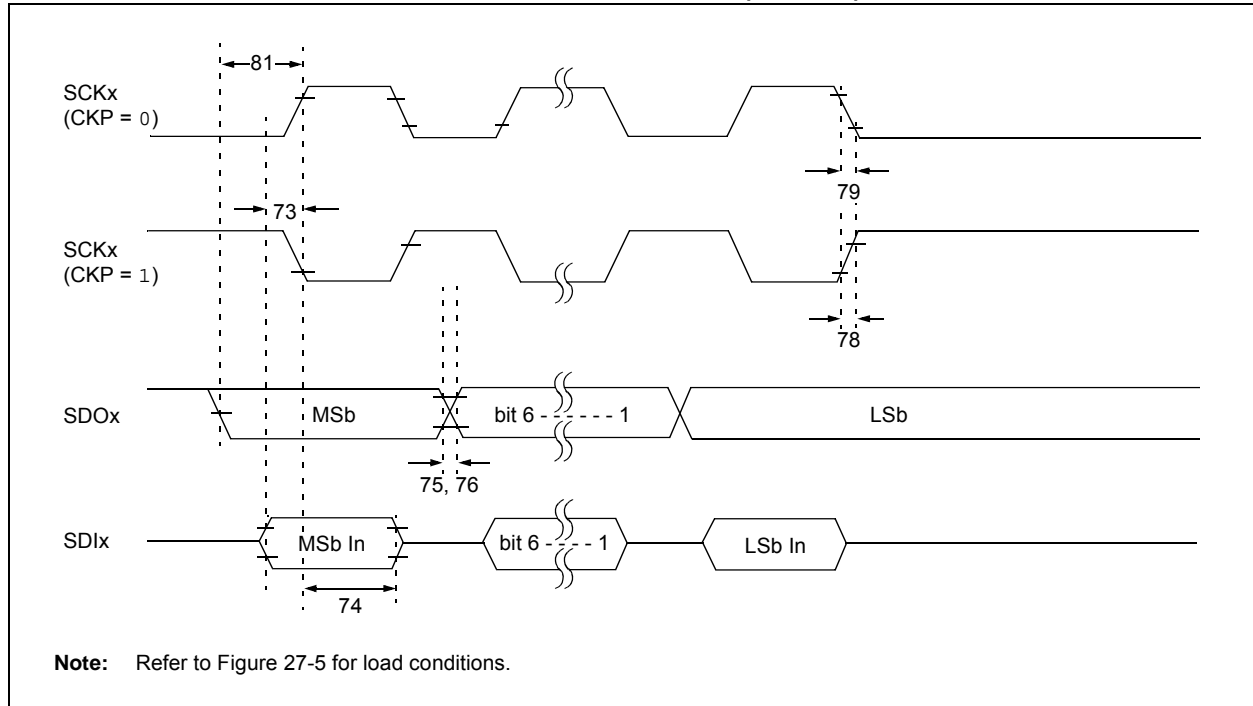 81
SCKx
(CKP = 0)
79
73
SCKx
(CKP = 1)
78
SDOx
MSb
bit 6 - - - - - - 1
LSb
75, 76
SDIx
MSb In
bit 6 - - - - 1
LSb In
74
Note: Refer to Figure 27-5 for load conditions.